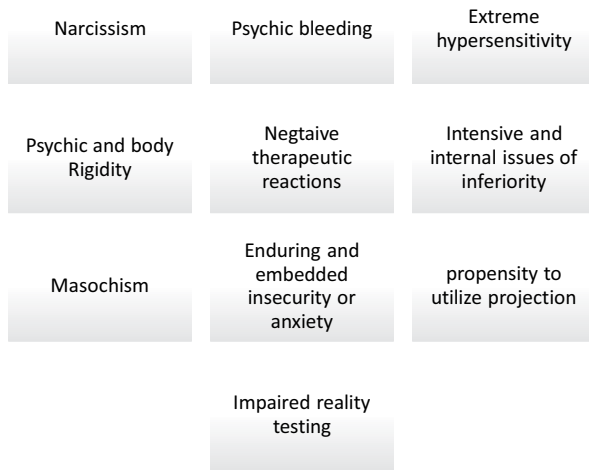 Narcissism
Psychic bleeding
Extreme
hypersensitivity
Psychic and body
Rigidity
Negtaive
therapeutic
reactions
Intensive and
internal issues of
inferiority
Masochism
Enduring and
embedded
insecurity or
anxiety
propensity to
utilize projection
Impaired reality
testing